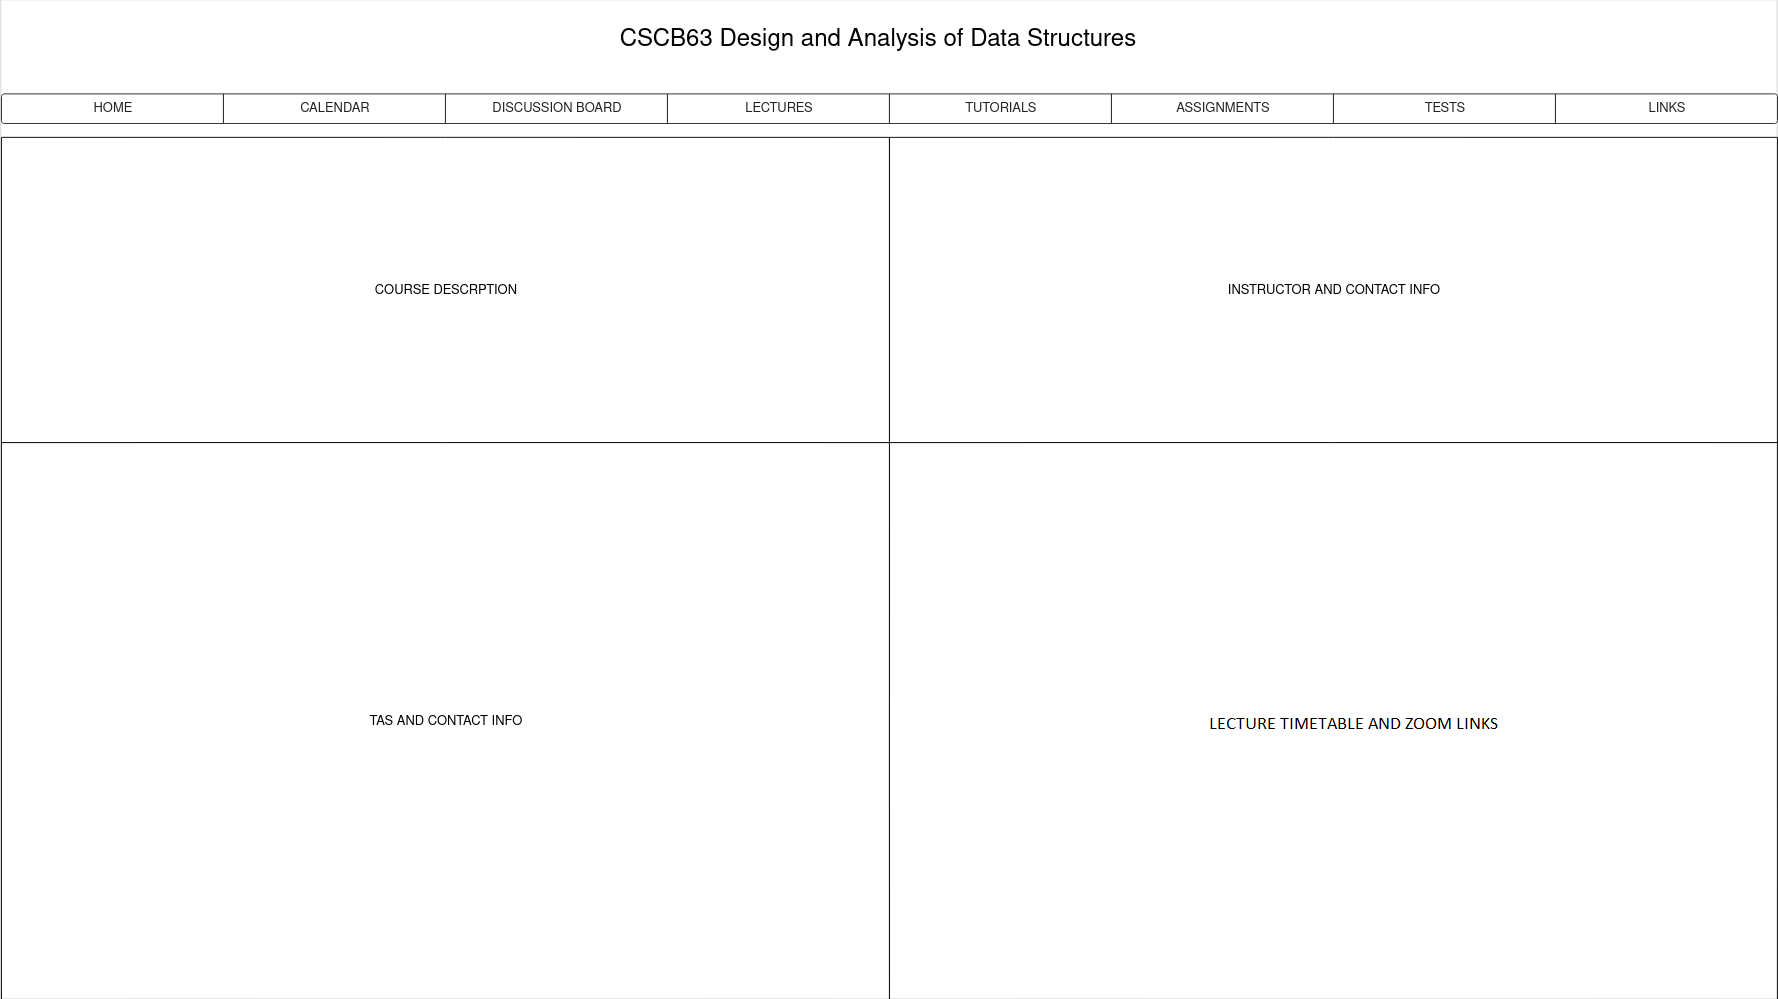 CSCB63 Design and Analysis of Data Structures
HOME
CALENDAR
DISCUSSION BOARD
LECTURES
TUTORIALS
ASSIGNMENTS
TESTS
LINKS
COURSE DESCRPTION
INSTRUCTOR AND CONTACT INFO
TAS AND CONTACT INFO
LECTURE TIMETABLE AND ZOOM LINKS